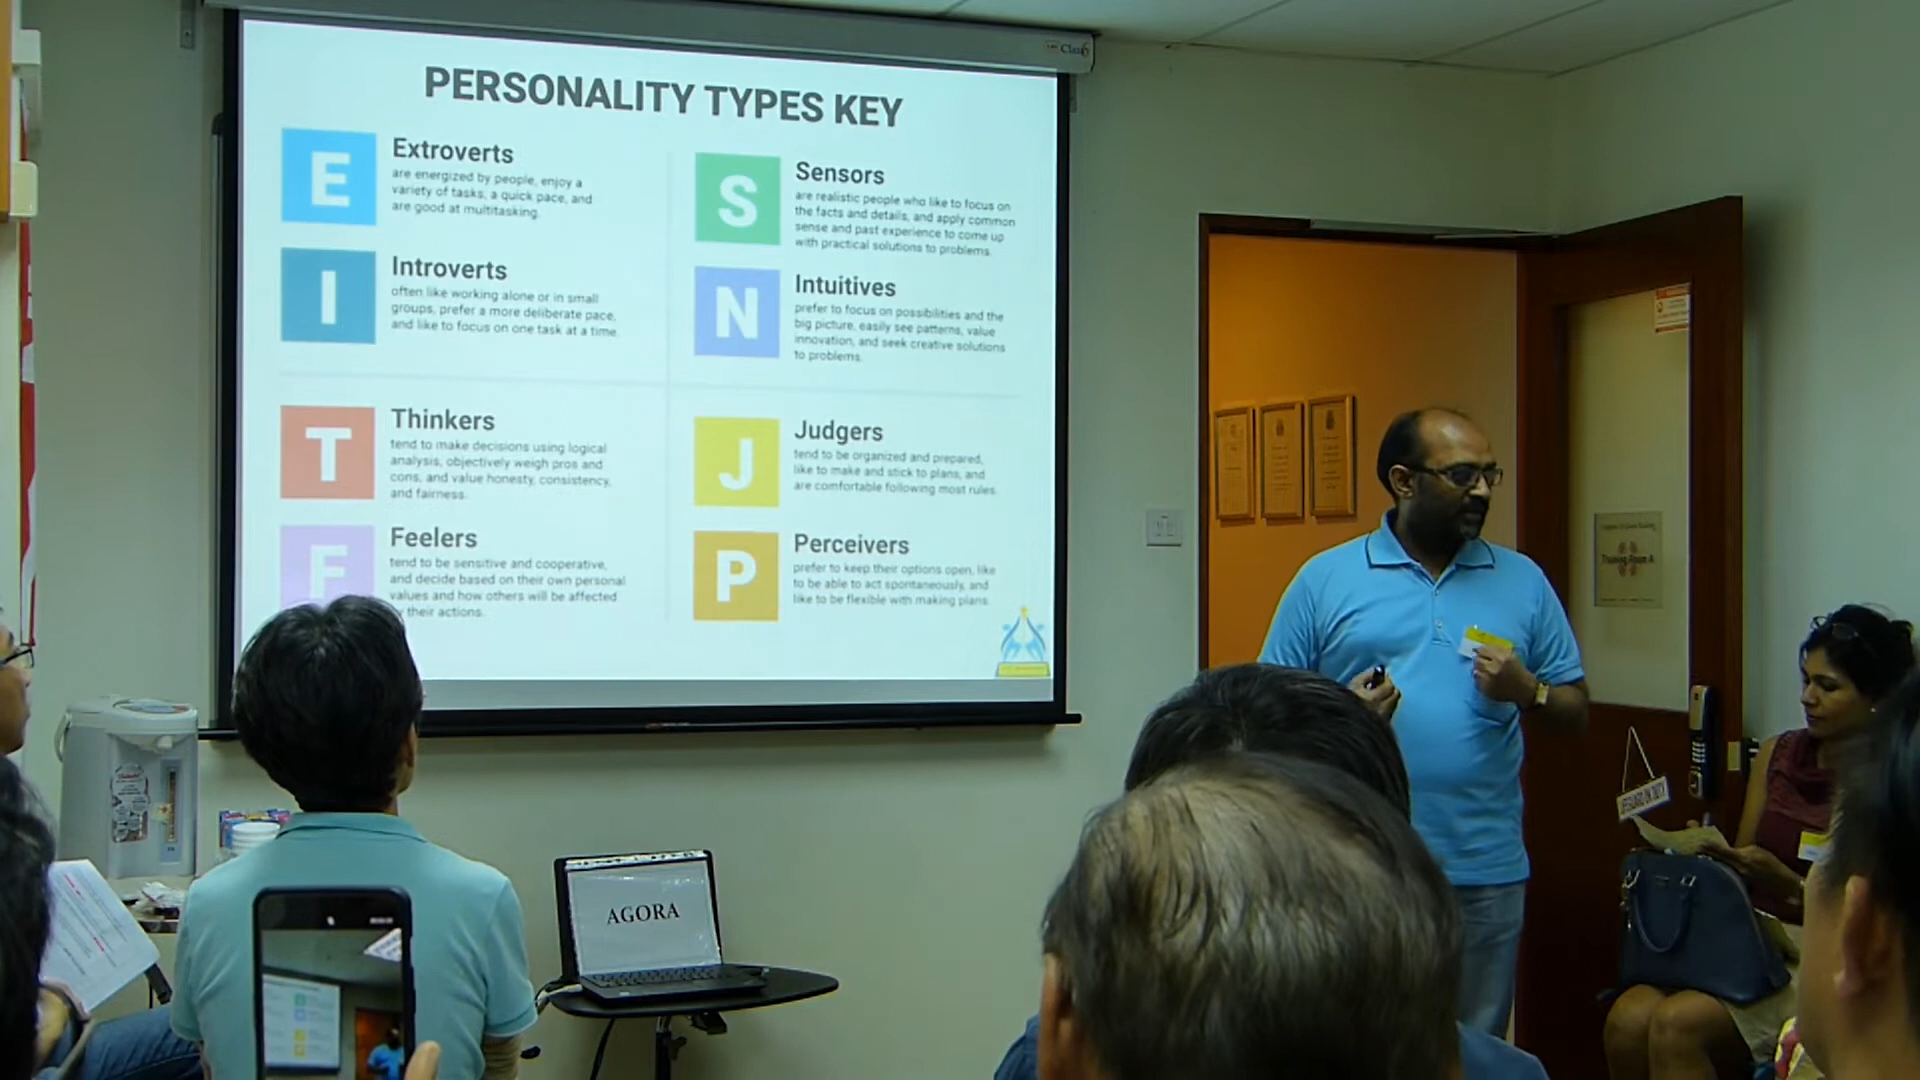 PERSONALITY TYPES KEY
E
Extroverts
are energized by people, enjoy a
variety of tasks, a quick pace, and
are good at multitasking.
I
Introverts
often like working alone or in small
groups, prefer a more deliberate pace,
and like to focus on one task at a time.
S
Sensors
are realistic people who like to focus on
the facts and details, and apply common
sense and past experience to come up
with practical solutions to problems.
N
Intuitives
prefer to focus on possibilities and the
big picture, easily see patterns, value
innovation, and seek creative solutions
to problems.
T
Thinkers
tend to make decisions using logical
analysis, objectively weigh pros and
cons, and value honesty, consistency,
and fairness.
F
Feelers
tend to be sensitive and cooperative,
and decide based on their own personal
values and how others will be affected
their actions.
J
Judgers
tend to be organized and prepared,
like to make and stick to plans, and
are comfortable following most rules.
P
Perceivers
prefer to keep their options open, like
to be able to act spontaneously, and
like to be flexible with making plans.
AGORA
Training Room A
LIFEGUARD ON DUTY